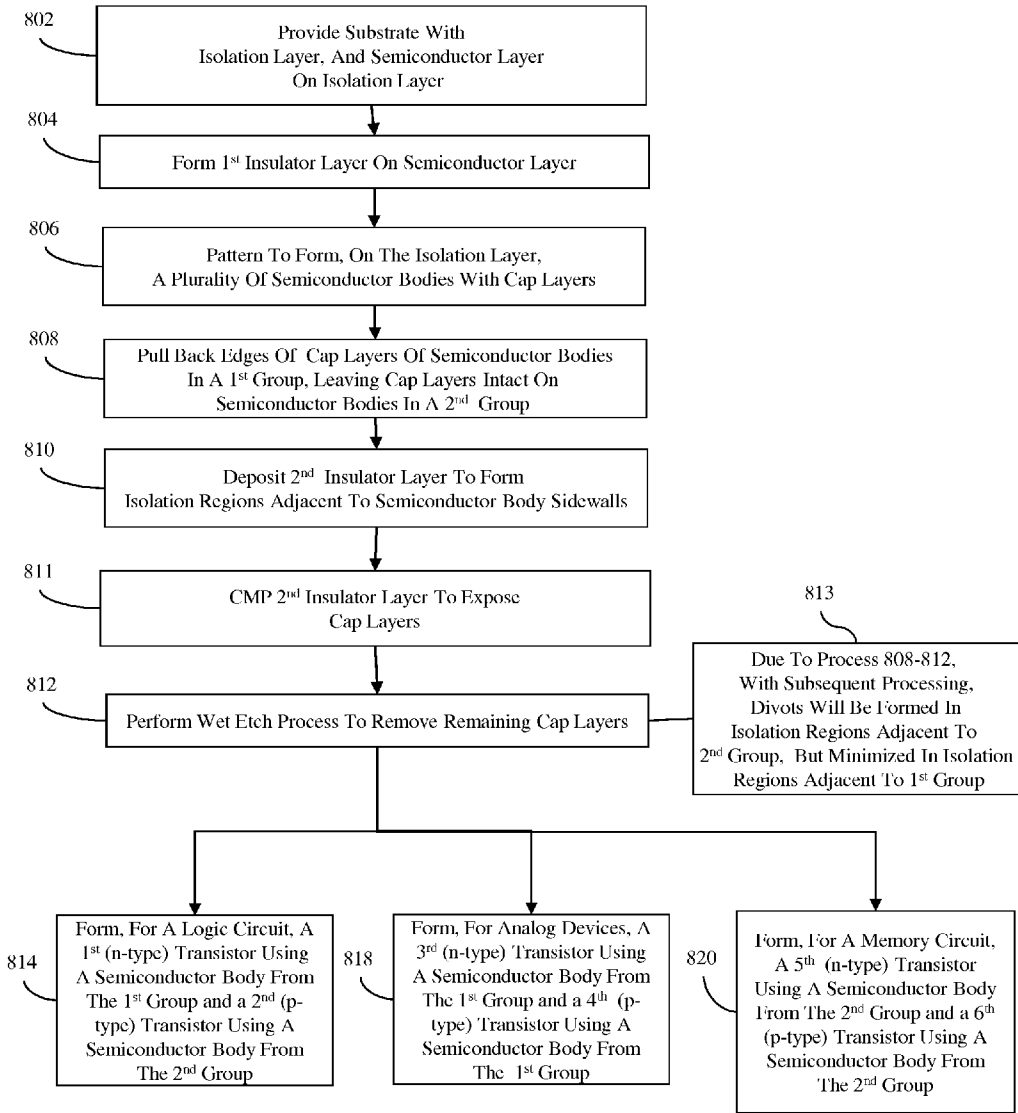 802
Provide Substrate With
Isolation Layer, And Semiconductor Layer
On Isolation Layer
804
Form 1st Insulator Layer On Semiconductor Layer
806
Pattern To Form, On The Isolation Layer,
A Plurality Of Semiconductor Bodies With Cap Layers
808
Pull Back Edges Of Cap Layers Of Semiconductor Bodies
In A 1st Group, Leaving Cap Layers Intact On
Semiconductor Bodies In A 2nd Group
810
Deposit 2nd Insulator Layer To Form
Isolation Regions Adjacent To Semiconductor Body Sidewalls
811
CMP 2nd Insulator Layer To Expose
Cap Layers
812
Perform Wet Etch Process To Remove Remaining Cap Layers
813
Due To Process 808-812,
With Subsequent Processing,
Divots Will Be Formed In
Isolation Regions Adjacent To
2nd Group, But Minimized In Isolation
Regions Adjacent To 1st Group
814
Form, For A Logic Circuit, A
1st (n-type) Transistor Using
A Semiconductor Body From
The 1st Group and a 2nd (p-
type) Transistor Using A
Semiconductor Body From
The 2nd Group
818
Form, For Analog Devices, A
3rd (n-type) Transistor Using
A Semiconductor Body From
The 1st Group and a 4th (p-
type) Transistor Using A
Semiconductor Body From
The 1st Group
820
Form, For A Memory Circuit,
A 5th (n-type) Transistor
Using A Semiconductor Body
From The 2nd Group and a 6th
(p-type) Transistor Using A
Semiconductor Body From
The 2nd Group